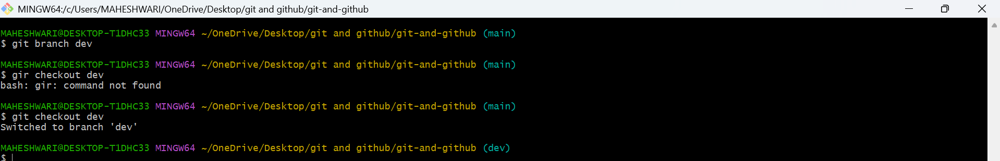 MINGW64:/c/Users/MAHESHWARI/OneDrive/Desktop/git and github/git-and-github
MAHESHWARI@DESKTOP-T1DHC33 MINGW64 ~/OneDrive/Desktop/git and github/git-and-github (main)
$ git branch dev
MAHESHWARI@DESKTOP-T1DHC33 MINGW64 ~/OneDrive/Desktop/git and github/git-and-github (main)
$ gir checkout dev
bash: gir: command not found
MAHESHWARI@DESKTOP-T1DHC33 MINGW64 ~/OneDrive/Desktop/git and github/git-and-github (main)
$ git checkout dev
Switched to branch 'dev'
MAHESHWARI@DESKTOP-T1DHC33 MINGW64 ~/OneDrive/Desktop/git and github/git-and-github (dev)
$